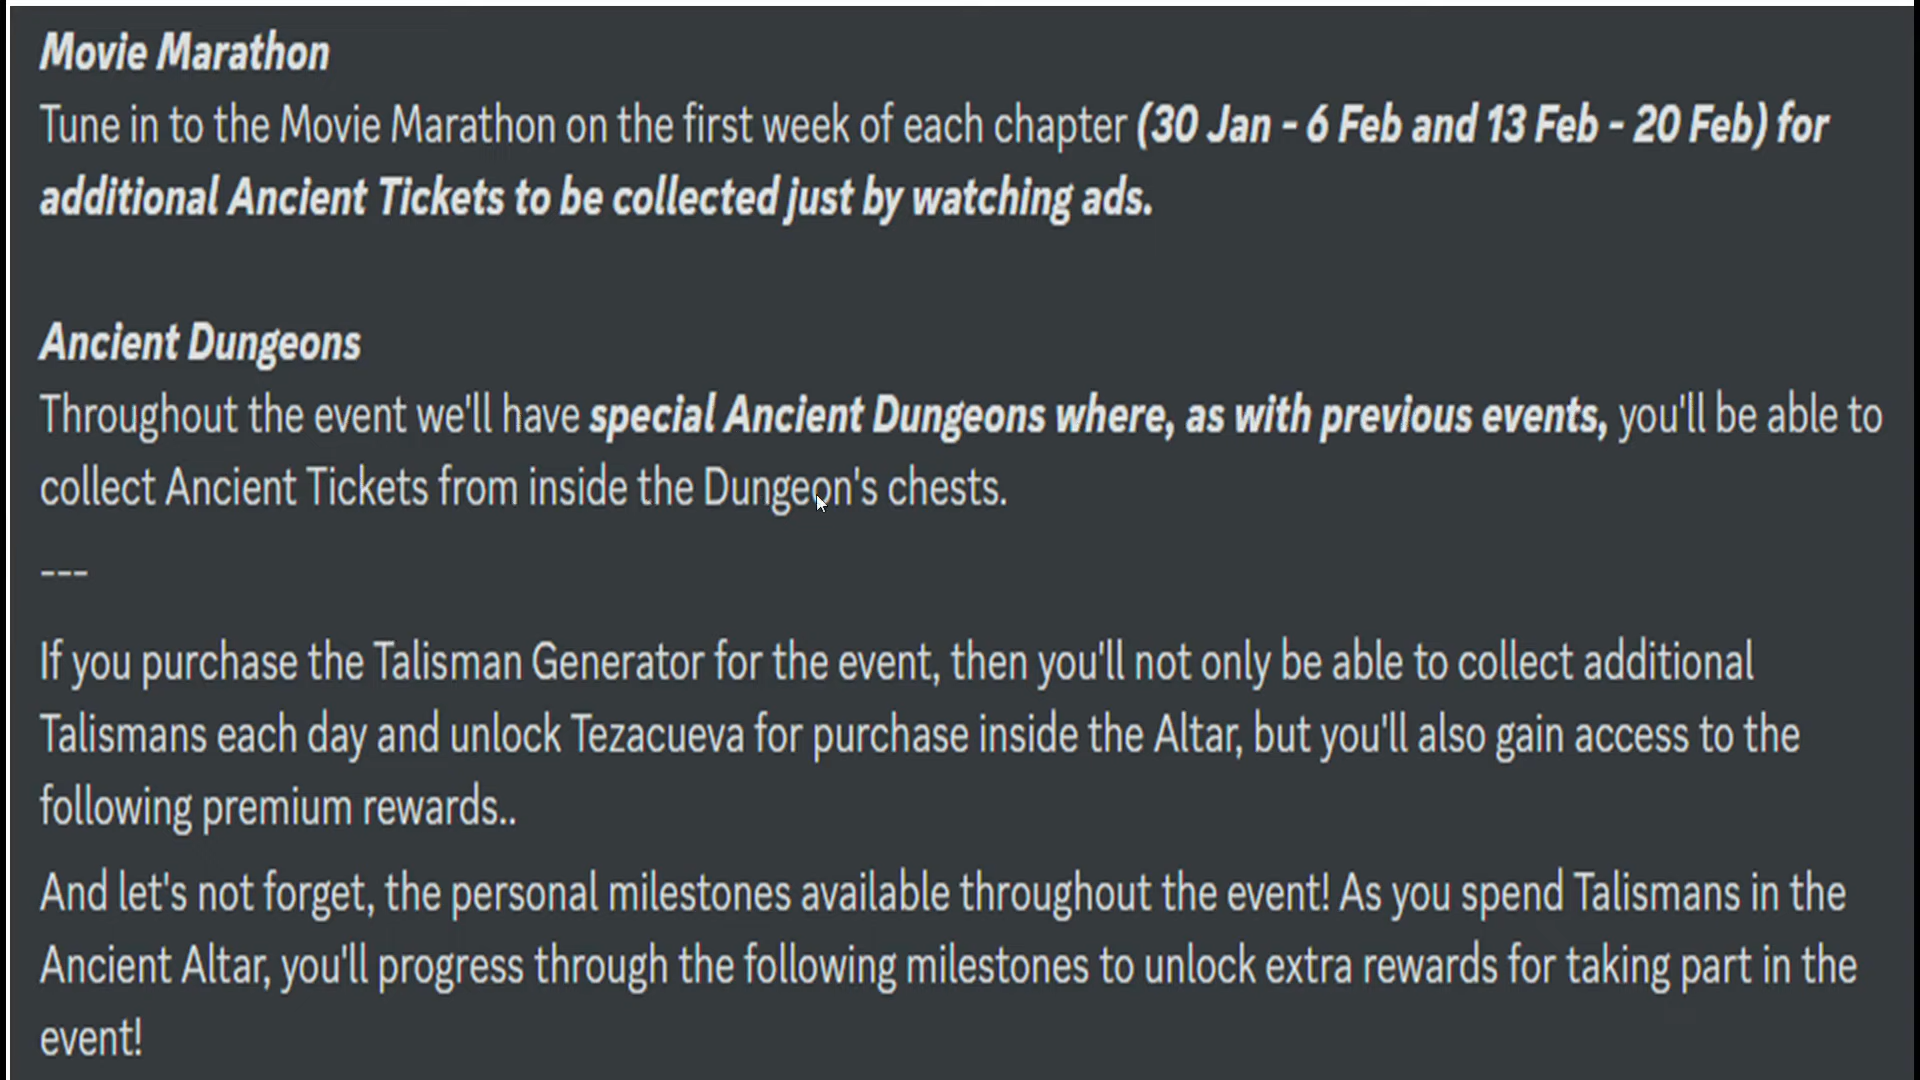 Movie Marathon
Tune in to the Movie Marathon on the first week of each chapter (30 Jan - 6 Feb and 13 Feb - 20 Feb) for
additional Ancient Tickets to be collected just by watching ads.
Ancient Dungeons
Throughout the event we'll have special Ancient Dungeons where, as with previous events, you'll be able to
collect Ancient Tickets from inside the Dungeon's chests.
---
If you purchase the Talisman Generator for the event, then you'll not only be able to collect additional
Talismans each day and unlock Tezacueva for purchase inside the Altar, but you'll also gain access to the
following premium rewards..
And let's not forget, the personal milestones available throughout the event! As you spend Talismans in the
Ancient Altar, you'll progress through the following milestones to unlock extra rewards for taking part in the
event!